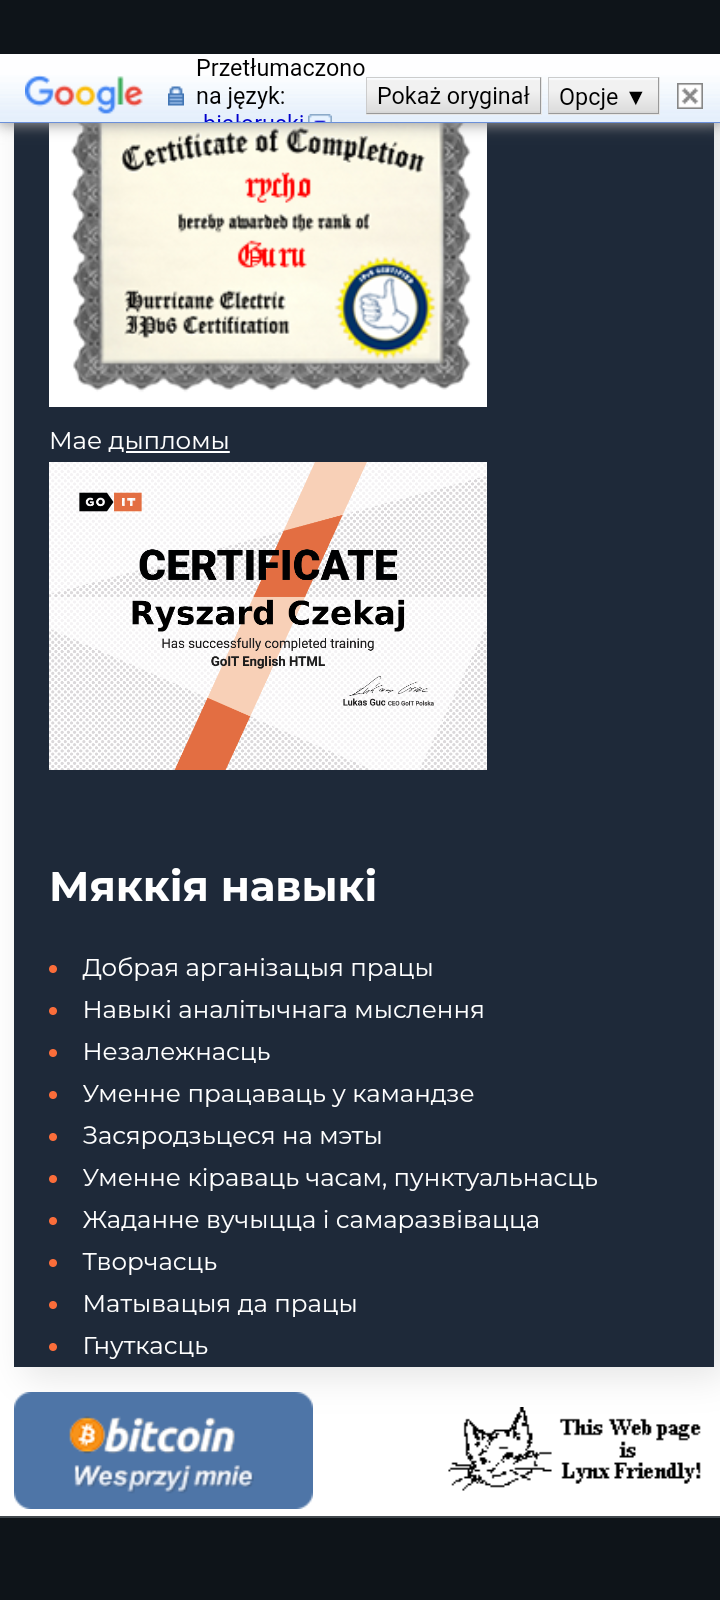 Google
Przetłumaczono
na język:
białoruski
Pokaż oryginał
Opcje ▼
Certificate of Completion
rycho
hereby awarded the rank of
Guru
Hurricane Electric
IPv6 Certification
IPV6 CERTIFIED
Мае дыпломы
GO IT
CERTIFICATE
Ryszard Czekaj
Has successfully completed training
GoIT English HTML
Lukas Guc CEO GoIT Polska
Мяккія навыкі
Добрая арганізацыя працы
Навыкі аналітычнага мыслення
Незалежнасць
Уменне працаваць у камандзе
Засяродзьцеся на мэты
Уменне кіраваць часам, пунктуальнасць
Жаданне вучыцца і самаразвівацца
Творчасць
Матывацыя да працы
Гнуткасць
bitcoin
Wesprzyj mnie
This Web page
is
Lynx Friendly!